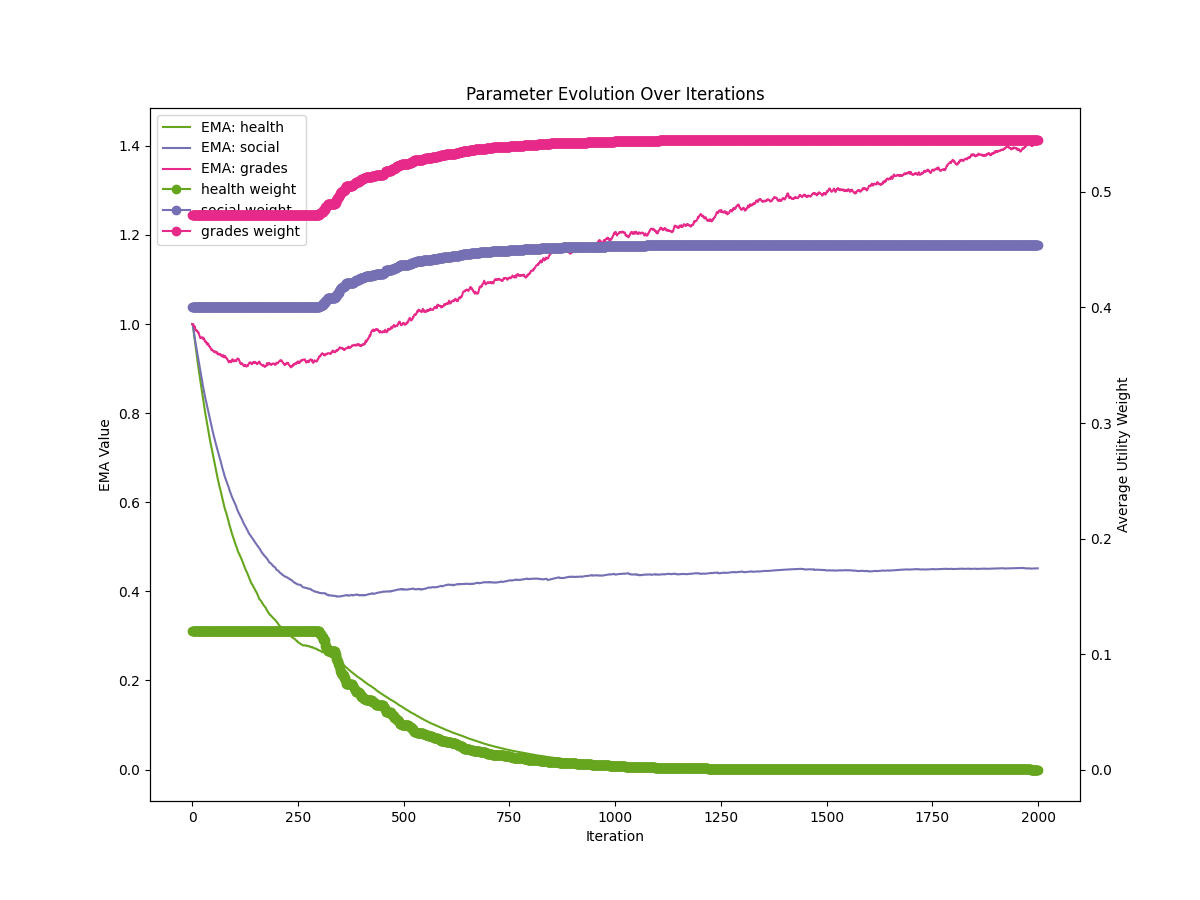 Parameter Evolution Over Iterations
EMA: health
EMA: social
EMA: grades
health weight
social weight
grades weight
1.4
1.2
1.0
0.8
0.6
0.4
0.2
0.0
EMA Value
0.5
0.4
0.3
0.2
0.1
0.0
Average Utility Weight
0 250 500 750 1000 1250 1500 1750 2000
Iteration